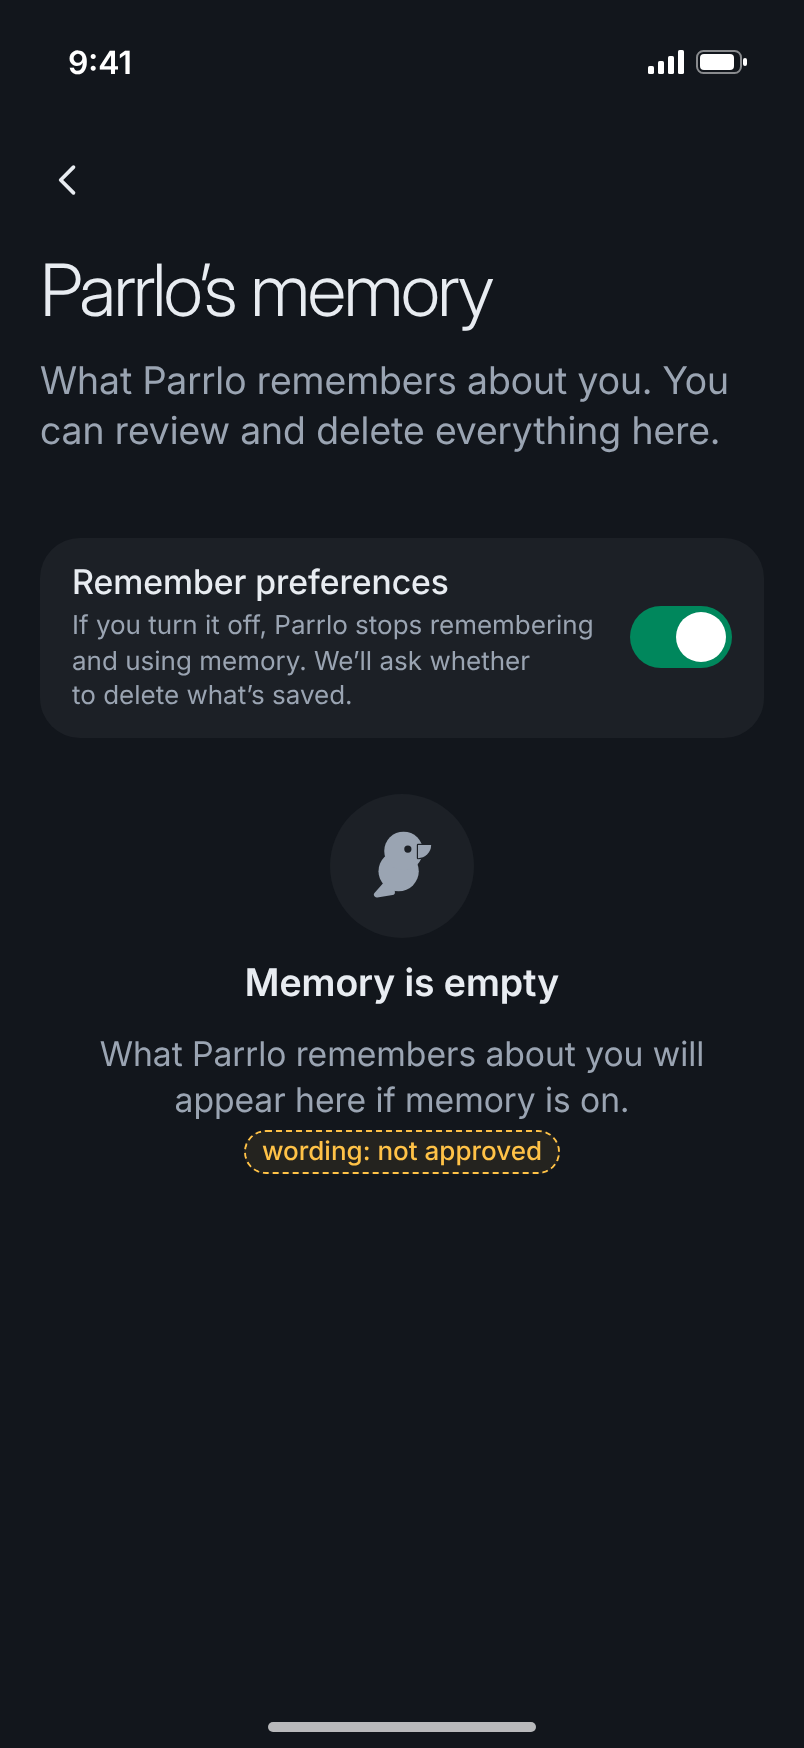 9:41
Parrlo’s memory
What Parrlo remembers about you. You
can review and delete everything here.
Remember preferences
If you turn it off, Parrlo stops remembering
and using memory. We’ll ask whether
to delete what’s saved.
Memory is empty
What Parrlo remembers about you will
appear here if memory is on.
wording: not approved